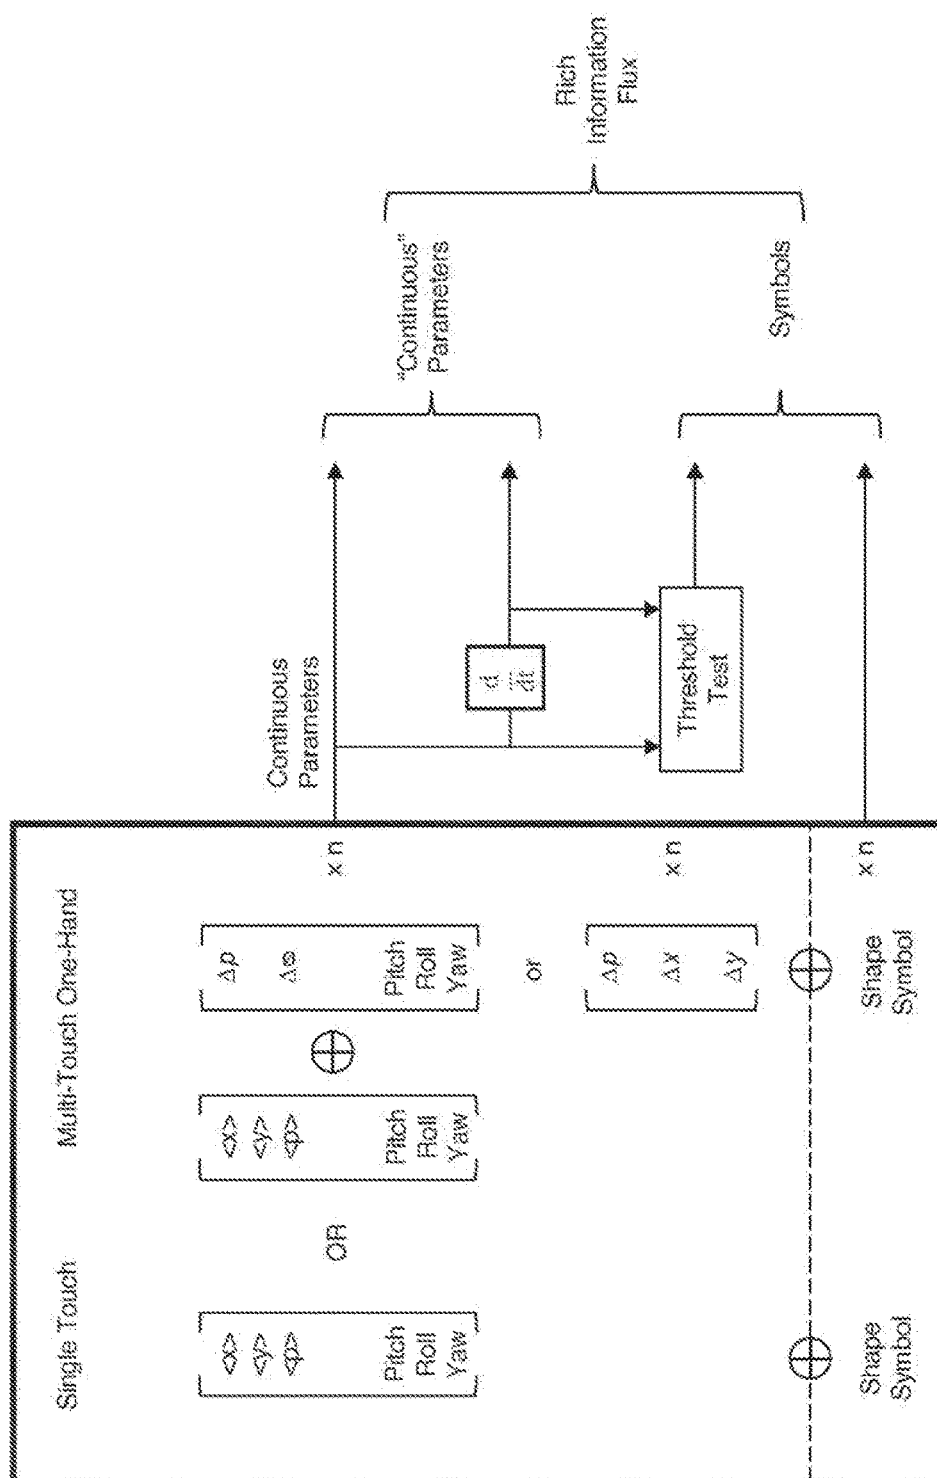 Single Touch
Multi-Touch One-Hand
<x>
<y>
<p>
Pitch
Roll
Yaw
OR
<x>
<y>
<p>
Pitch
Roll
Yaw
Δp
Pitch
Roll
Yaw
or
Δp
Δx
Δy
x n
x n
x n
Shape
Symbol
Shape
Symbol
Continuous
Parameters
d
dt
Threshold
Test
"Continuous"
Parameters
Symbols
Rich
Information
Flux